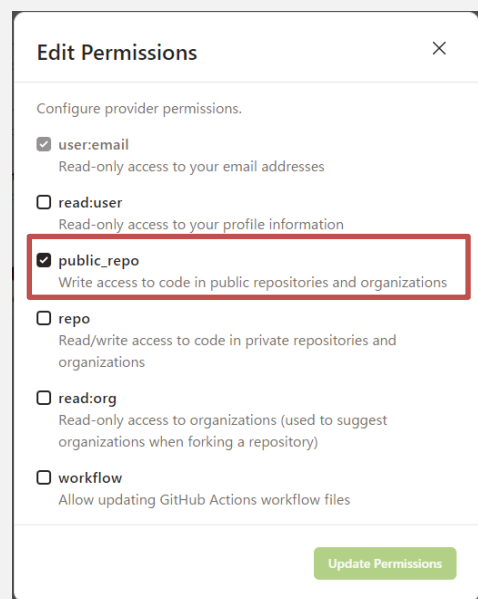 Edit Permissions
Configure provider permissions.
user:email
Read-only access to your email addresses
read:user
Read-only access to your profile information
public_repo
Write access to code in public repositories and organizations
repo
Read/write access to code in private repositories and
organizations
read:org
Read-only access to organizations (used to suggest
organizations when forking a repository)
workflow
Allow updating GitHub Actions workflow files
Update Permissions